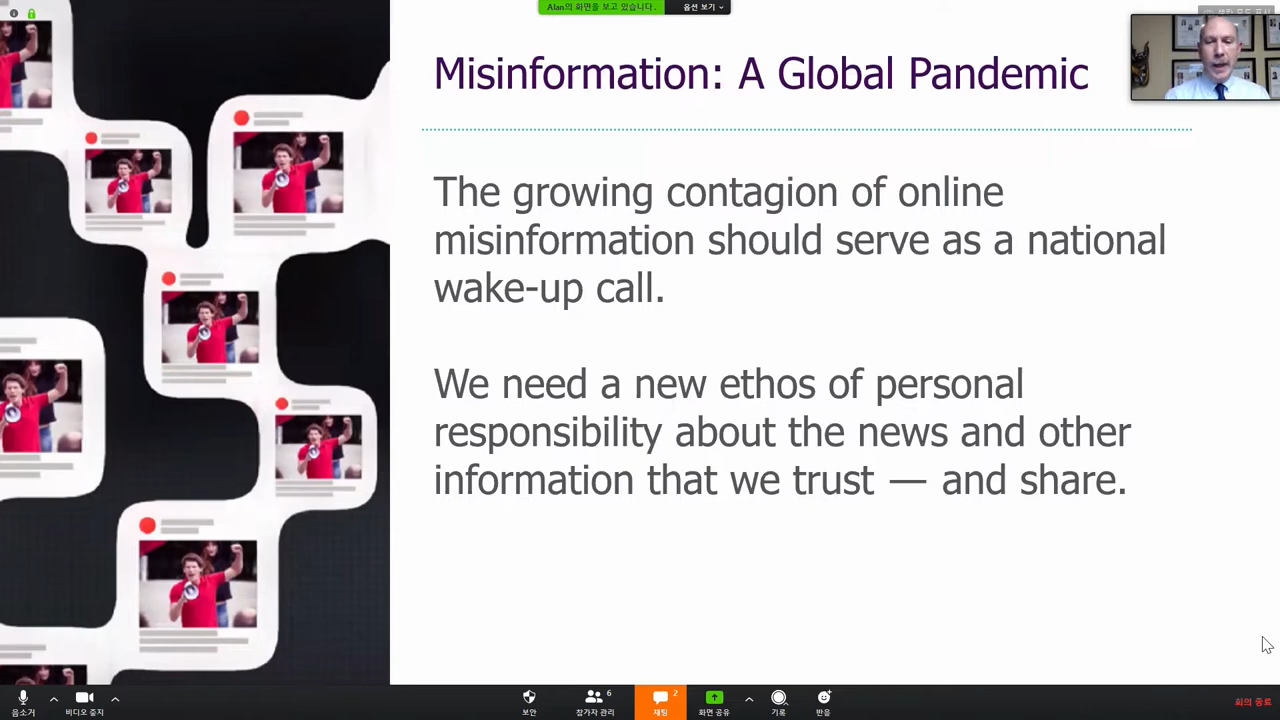 Alan의 화면을 보고 있습니다.
옵션 보기
Misinformation: A Global Pandemic
The growing contagion of online
misinformation should serve as a national
wake-up call.
We need a new ethos of personal
responsibility about the news and other
information that we trust — and share.
음소거
비디오 중지
보안
6
참가자 관리
2
채팅
화면 공유
기록
반응
회의 종료